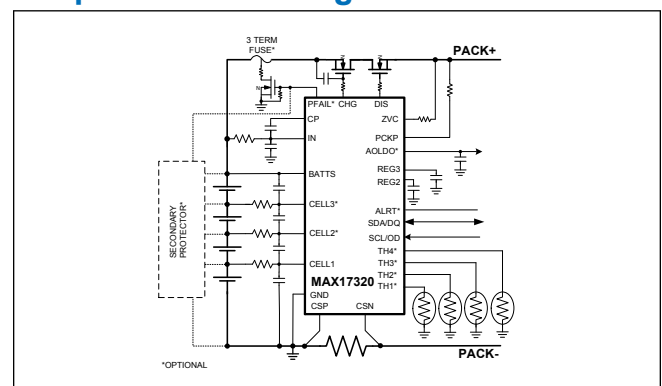 3 TERM
FUSE*
PACK+
N
N
N
PFAIL* CHG DIS
CP
ZVC
IN
PCKP
AOLDO*
BATTS
REG3
REG2
SECONDARY
PROTECTOR*
CELL3*
ALRT*
SDA/DQ
CELL2*
SCL/OD
TH4*
CELL1
TH3*
TH2*
MAX17320
TH1*
GND
CSP CSN
PACK-
*OPTIONAL